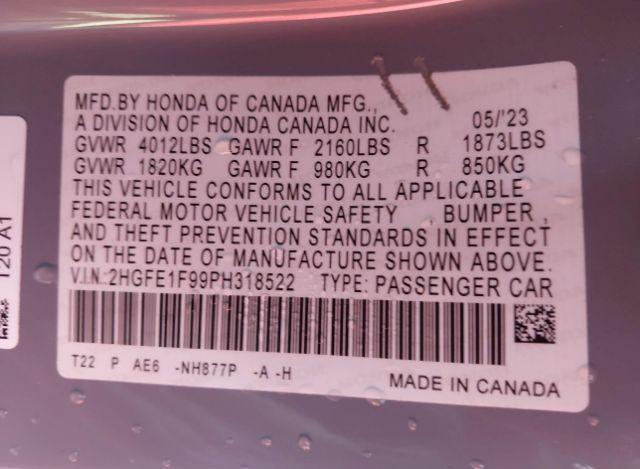 MFD.BY HONDA OF CANADA MFG.,
A DIVISION OF HONDA CANADA INC. 05/'23
GVWR 4012LBS GAWR F 2160LBS R 1873LBS
GVWR 1820KG GAWR F 980KG R 850KG
THIS VEHICLE CONFORMS TO ALL APPLICABLE
FEDERAL MOTOR VEHICLE SAFETY BUMPER,
AND THEFT PREVENTION STANDARDS IN EFFECT
ON THE DATE OF MANUFACTURE SHOWN ABOVE.
V.I.N:2HGFE1F99PH318522 TYPE: PASSENGER CAR
T22 P AE6 -NH877P -A -H
MADE IN CANADA
T20 A1